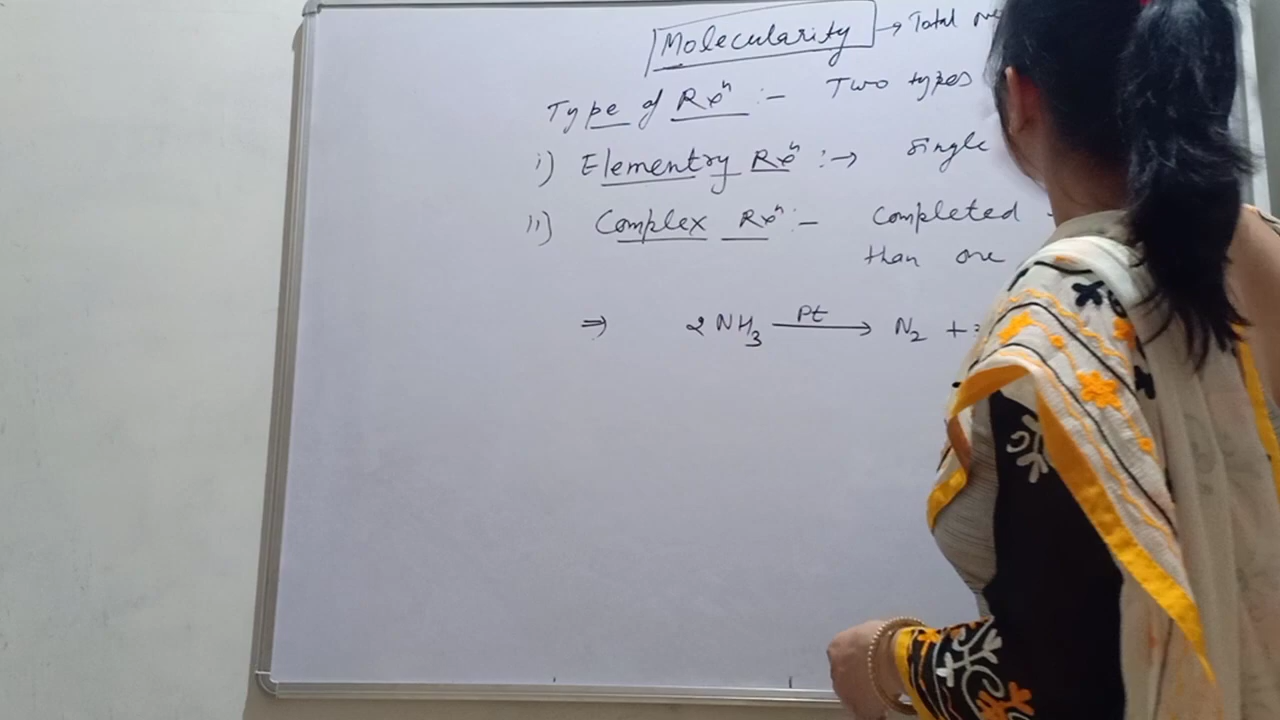 Molecularity → Total
Type of Rxⁿ :- Two types
i) Elementry Rxⁿ :→ single
ii) Complex Rxⁿ :- Completed
than one
⇒ 2NH₃ —Pt→ N₂ +